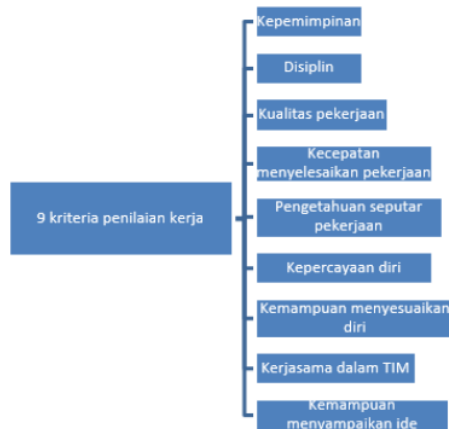 9 kriteria penilaian kerja
Kepemimpinan
Disiplin
Kualitas pekerjaan
Kecepatan
menyelesaikan pekerjaan
Pengetahuan seputar
pekerjaan
Kepercayaan diri
Kemampuan menyesuaikan
diri
Kerjasama dalam TIM
Kemampuan
menyampaikan ide